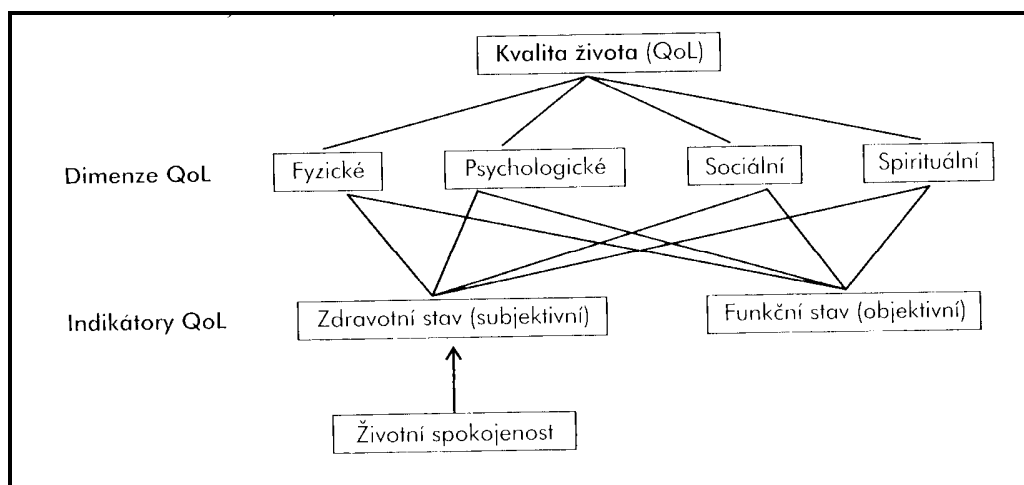 Kvalita života (QoL)
Dimenze QoL
Fyzické
Psychologické
Sociální
Spirituální
Indikátory QoL
Zdravotní stav (subjektivní)
Funkční stav (objektivní)
Životní spokojenost